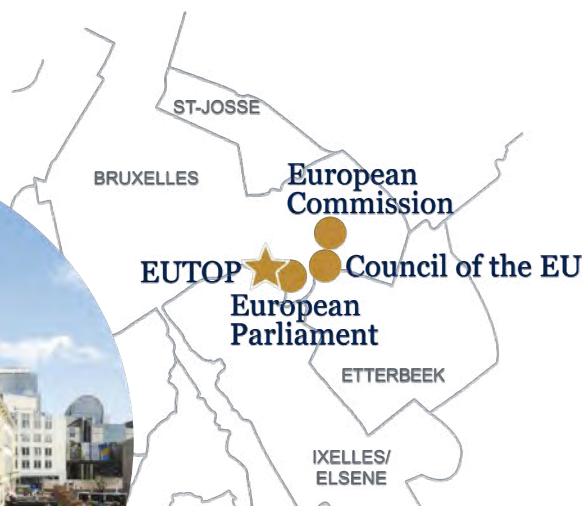 ST-JOSSE
BRUXELLES
European
Commission
EUTOP
Council of the EU
European
Parliament
ETTERBEEK
IXELLES/
ELSENE